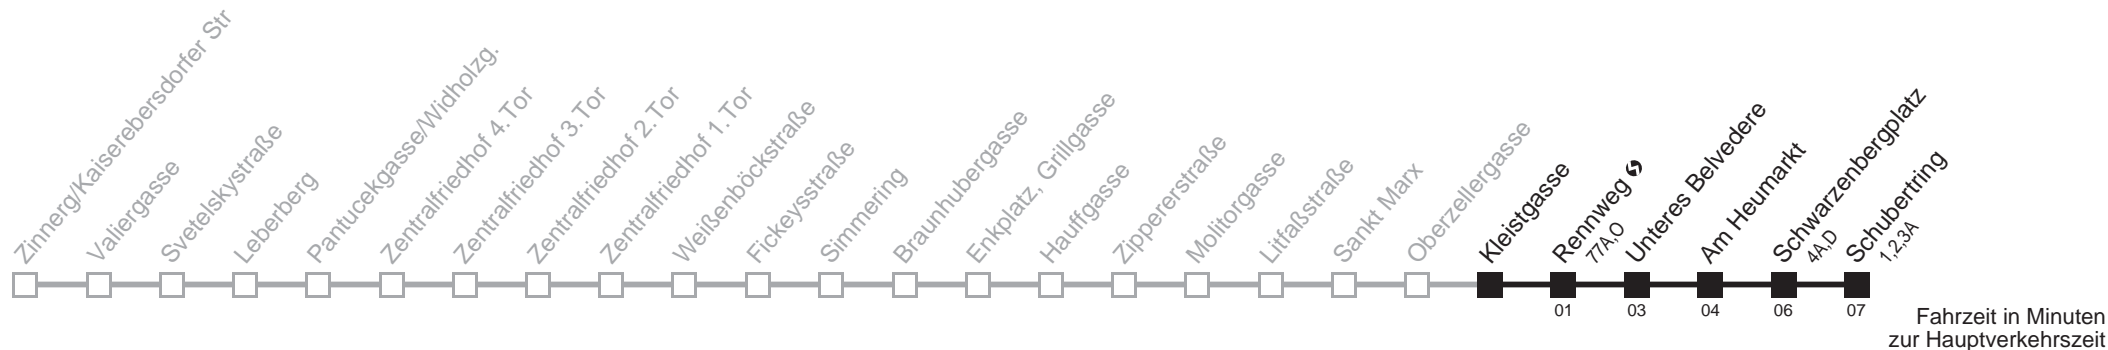 Zinnerg/Kaiserebersdorfer Str
Valiergasse
Svetelskystraße
Leberberg
Pantucekgasse/Widholzg.
Zentralfriedhof 4.Tor
Zentralfriedhof 3.Tor
Zentralfriedhof 2.Tor
Zentralfriedhof 1.Tor
Weißenböckstraße
Fickeysstraße
Simmering
Braunhubergasse
Enkplatz, Grillgasse
Hauffgasse
Zippererstraße
Molitorgasse
Litfaßstraße
Sankt Marx
Oberzellergasse
Kleistgasse
Rennweg
77A,O
Unteres Belvedere
Am Heumarkt
Schwarzenbergplatz
4A,D
Schubertring
1,2,3A
01 03 04 06 07
Fahrzeit in Minuten
zur Hauptverkehrszeit